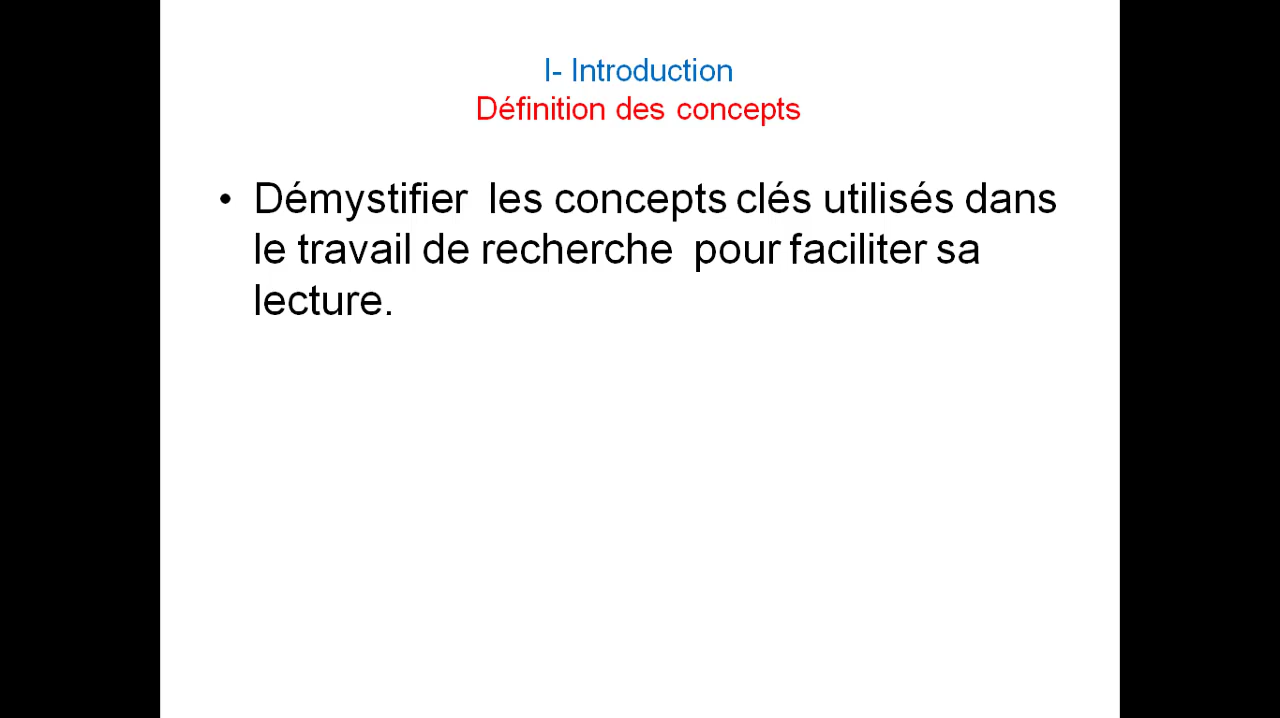 I- Introduction
Définition des concepts
• Démystifier les concepts clés utilisés dans
le travail de recherche pour faciliter sa
lecture.